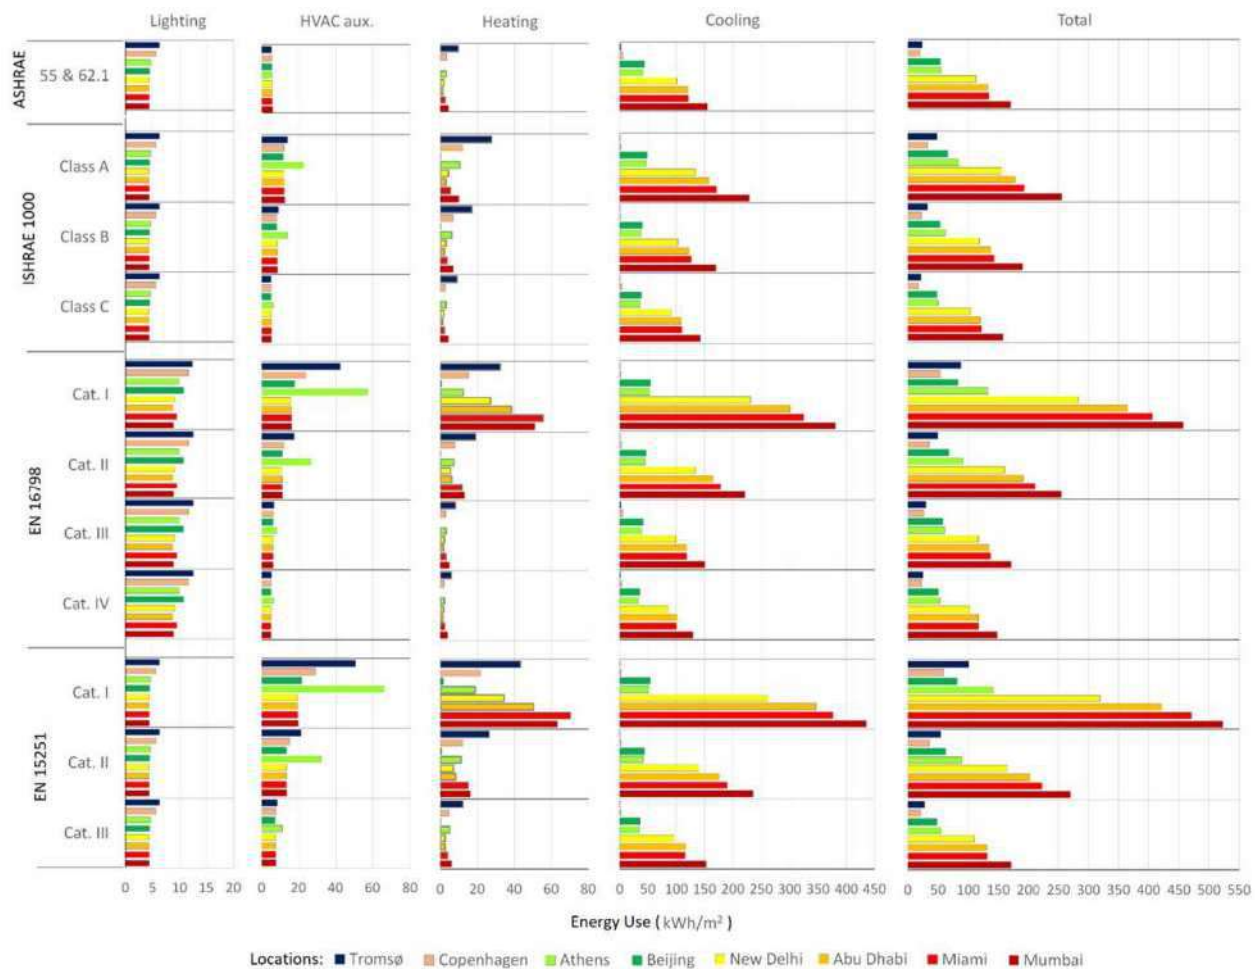 Lighting HVAC aux. Heating Cooling Total
ASHRAE
55 & 62.1
ISHRAE 1000
Class A
Class B
Class C
EN 16798
Cat. I
Cat. II
Cat. III
Cat. IV
EN 15251
Cat. I
Cat. II
Cat. III
0 5 10 15 20 0 20 40 60 80 0 20 40 60 80 0 50 100 150 200 250 300 350 400 450 0 50 100 150 200 250 300 350 400 450 500 550
Energy Use ( kWh/m² )
Locations: Tromsø Copenhagen Athens Beijing New Delhi Abu Dhabi Miami Mumbai